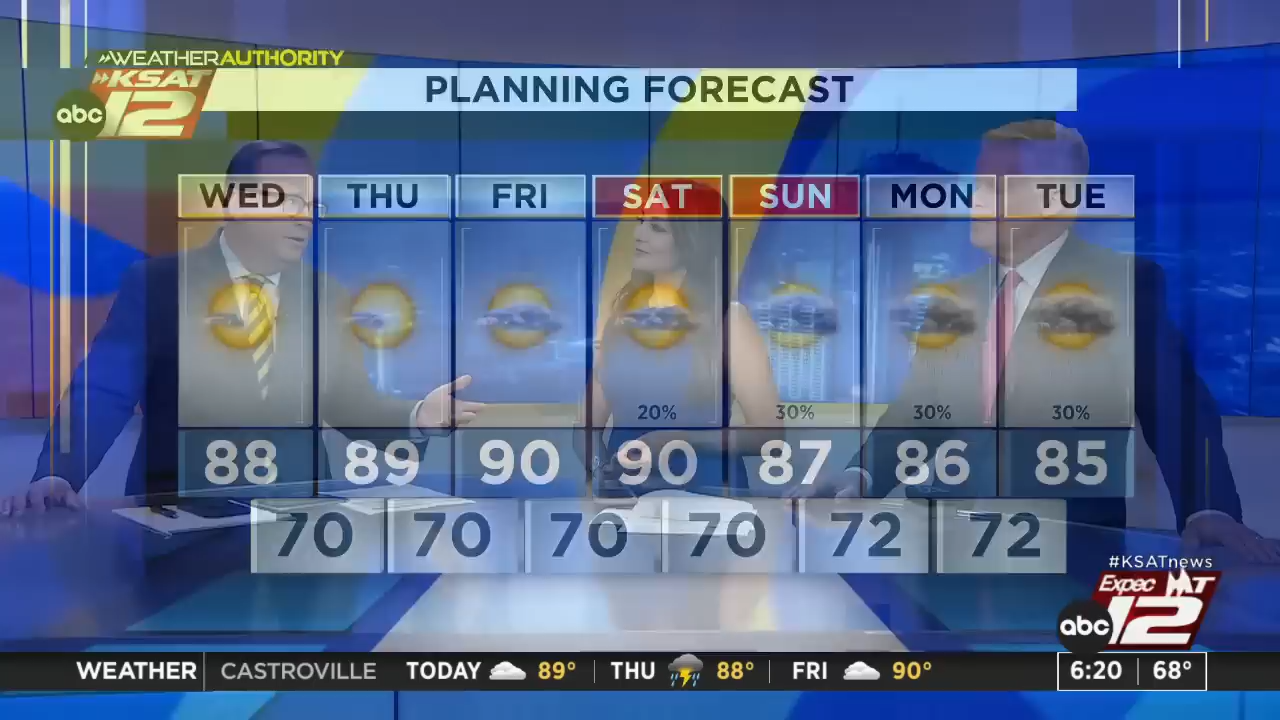 WEATHERAUTHORITY
KSAT
abc 12
PLANNING FORECAST
WED THU FRI SAT SUN MON TUE
20% 30% 30% 30%
88 89 90 90 87 86 85
70 70 70 70 72 72
#KSATnews
abc 12
WEATHER CASTROVILLE TODAY 89° THU 88° FRI 90° 6:20 68°